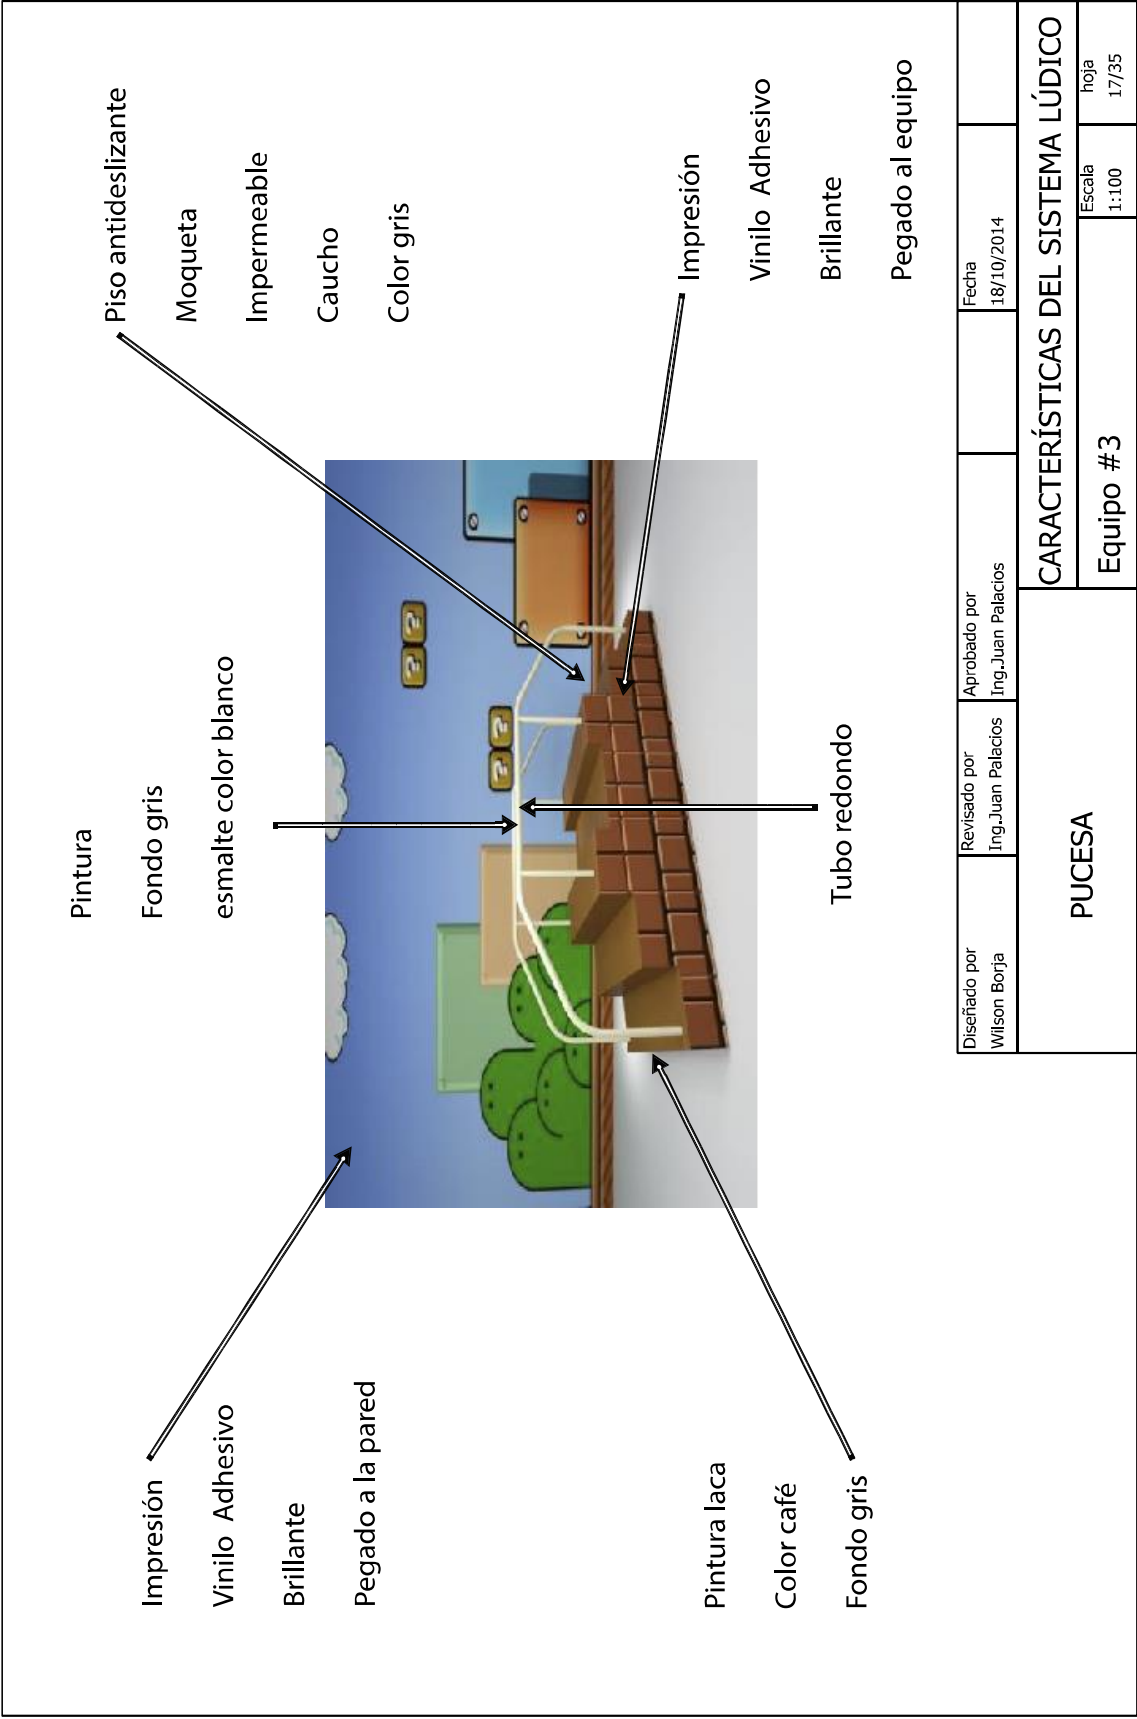 Pintura
Fondo gris
esmalte color blanco
Impresión
Vinilo Adhesivo
Brillante
Pegado a la pared
Piso antideslizante
Moqueta
Impermeable
Caucho
Color gris
Pintura laca
Color café
Fondo gris
Tubo redondo
Impresión
Vinilo Adhesivo
Brillante
Pegado al equipo
? ?
? ?
Diseñado por
Wilson Borja
Revisado por
Ing.Juan Palacios
Aprobado por
Ing.Juan Palacios
Fecha
18/10/2014
PUCESA
CARACTERÍSTICAS DEL SISTEMA LÚDICO
Equipo #3
Escala
1:100
hoja
17/35